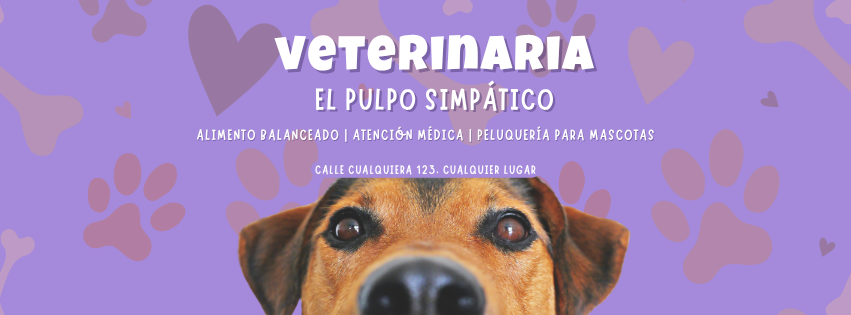 VETERINARIA
EL PULPO SIMPÁTICO
ALIMENTO BALANCEADO | ATENCIÓN MÉDICA | PELUQUERÍA PARA MASCOTAS
CALLE CUALQUIERA 123, CUALQUIER LUGAR